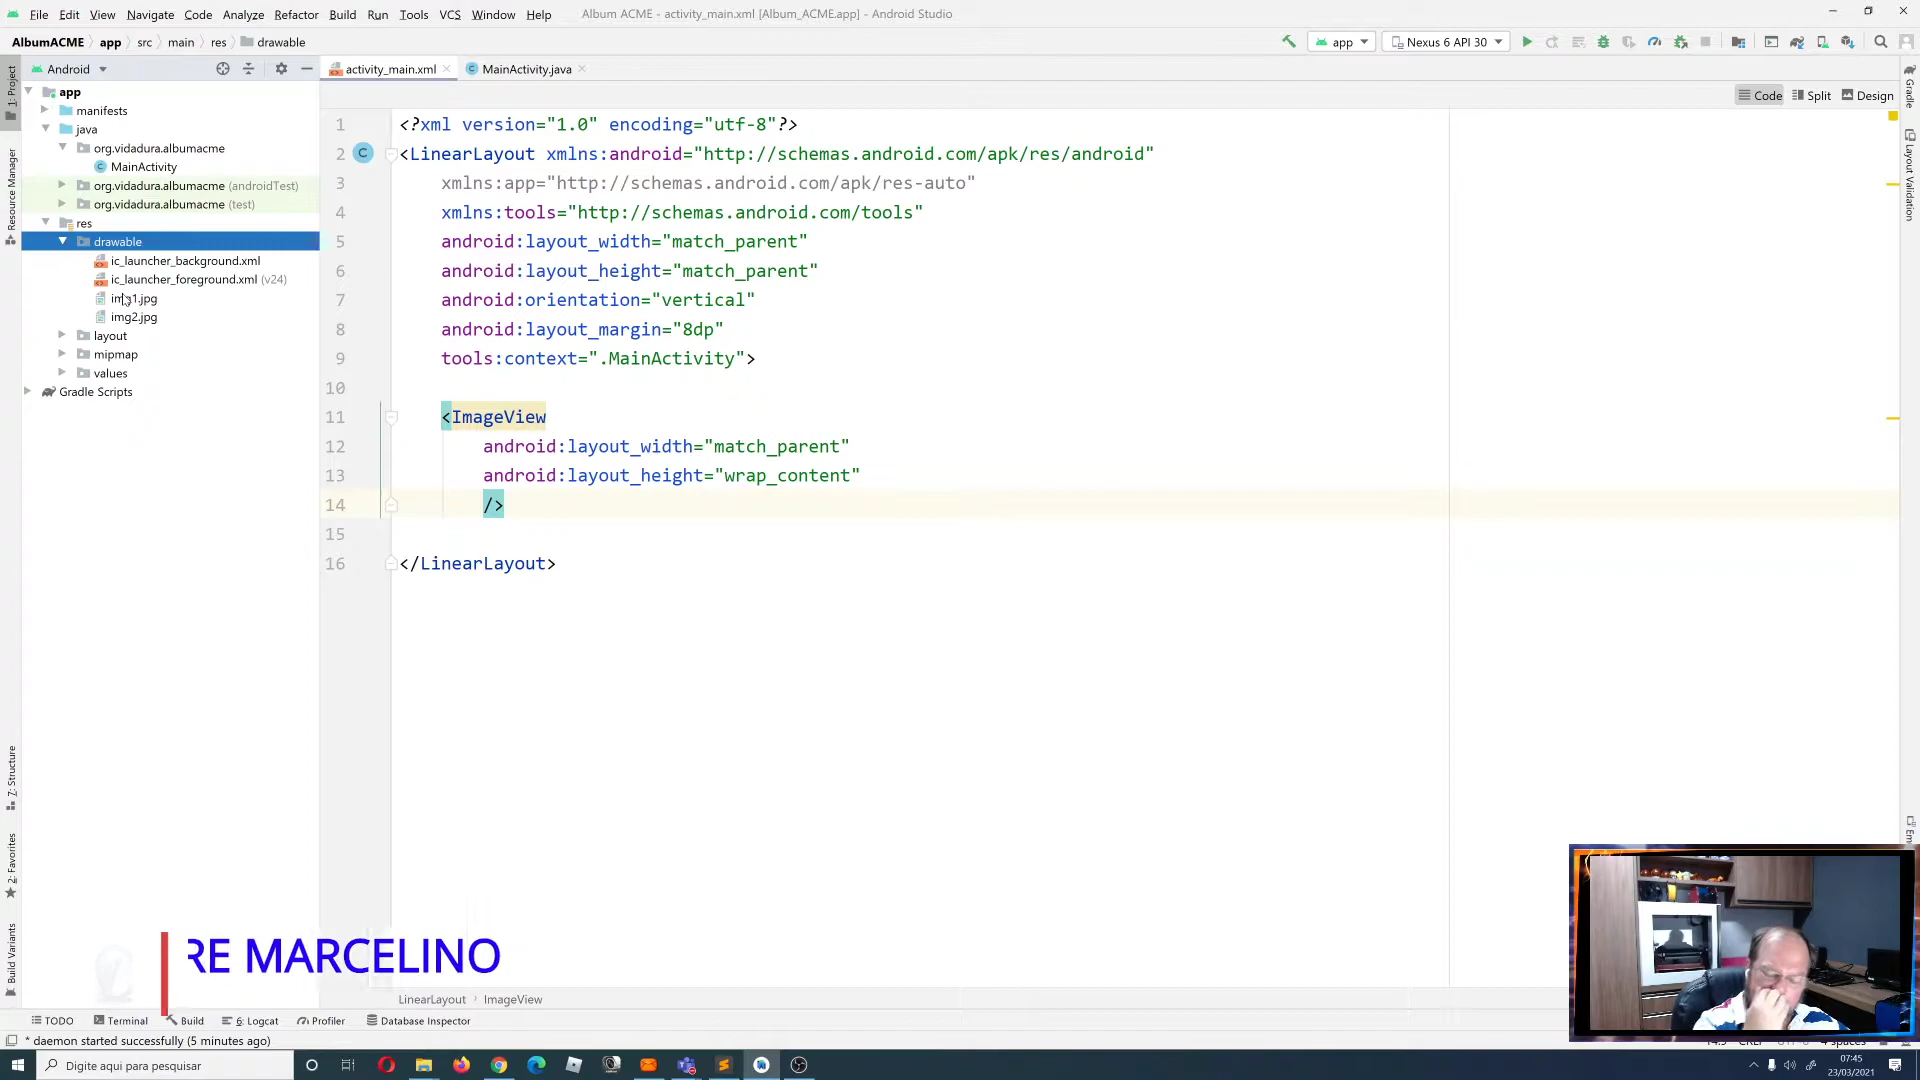 File Edit View Navigate Code Analyze Refactor Build Run Tools VCS Window Help Album ACME - activity_main.xml [Album_ACME.app] - Android Studio
AlbumACME app src main res drawable app Nexus 6 API 30
Android activity_main.xml MainActivity.java
Code Split Design
1: Project
Resource Manager
7: Structure
2: Favorites
Build Variants
app
manifests
java
org.vidadura.albumacme
MainActivity
org.vidadura.albumacme (androidTest)
org.vidadura.albumacme (test)
res
drawable
ic_launcher_background.xml
ic_launcher_foreground.xml (v24)
img1.jpg
img2.jpg
layout
mipmap
values
Gradle Scripts
1 <?xml version="1.0" encoding="utf-8"?>
2 <LinearLayout xmlns:android="http://schemas.android.com/apk/res/android"
3 xmlns:app="http://schemas.android.com/apk/res-auto"
4 xmlns:tools="http://schemas.android.com/tools"
5 android:layout_width="match_parent"
6 android:layout_height="match_parent"
7 android:orientation="vertical"
8 android:layout_margin="8dp"
9 tools:context=".MainActivity">
10
11 <ImageView
12 android:layout_width="match_parent"
13 android:layout_height="wrap_content"
14 />
15
16 </LinearLayout>
Gradle
Layout Validation
RE MARCELINO
LinearLayout ImageView
TODO Terminal Build 6: Logcat Profiler Database Inspector
* daemon started successfully (5 minutes ago)
Digite aqui para pesquisar
07:45
23/03/2021